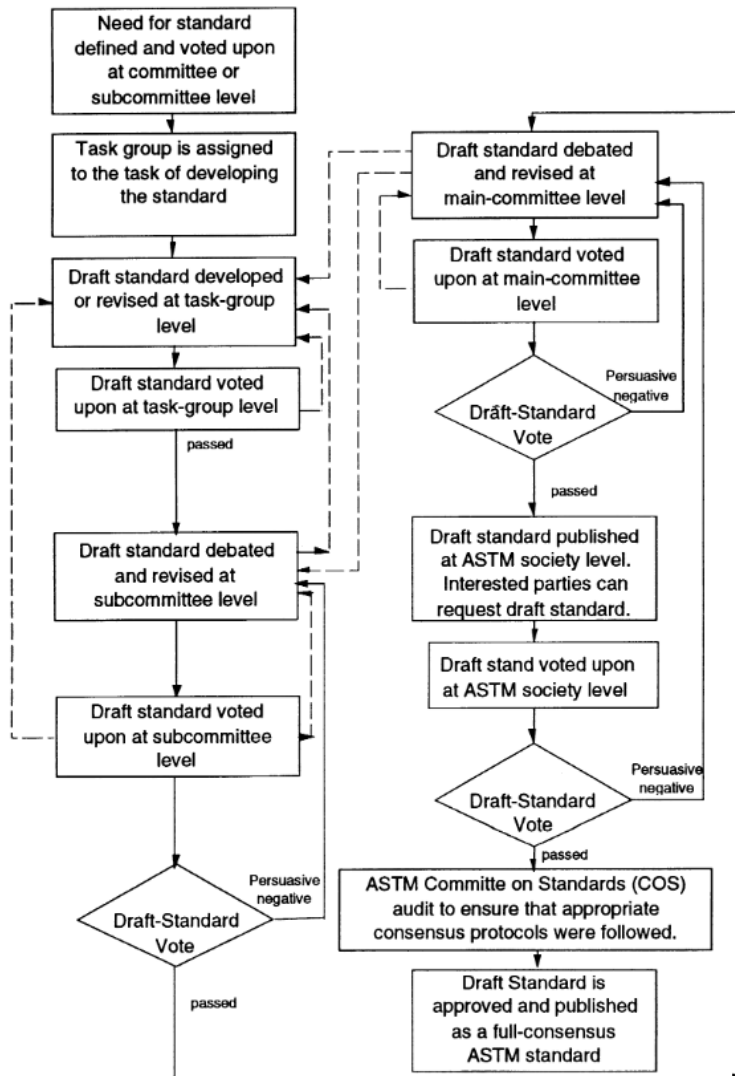 Need for
standard
defined and voted
upon at
committee or
subcommittee level
Task group is assigned
to the task of developing
the standard
Draft standard developed
or revised at task-group
level
Draft standard voted
upon at task-group level
passed
Draft standard debated
and revised at
subcommittee level
Draft standard voted
upon at subcommittee
level
Persuasive
negative
Draft-Standard
Vote
passed
Draft standard debated
and revised at
main-committee level
Draft standard voted
upon at main-committee
level
Persuasive
negative
Draft-Standard
Vote
passed
Draft standard published
at ASTM society level.
Interested parties can
request draft standard.
Draft stand voted upon
at ASTM society level
Persuasive
negative
Draft-Standard
Vote
passed
ASTM Committe on Standards (COS)
audit to ensure that appropriate
consensus protocols were followed.
Draft Standard is
approved and published
as a full-consensus
ASTM standard